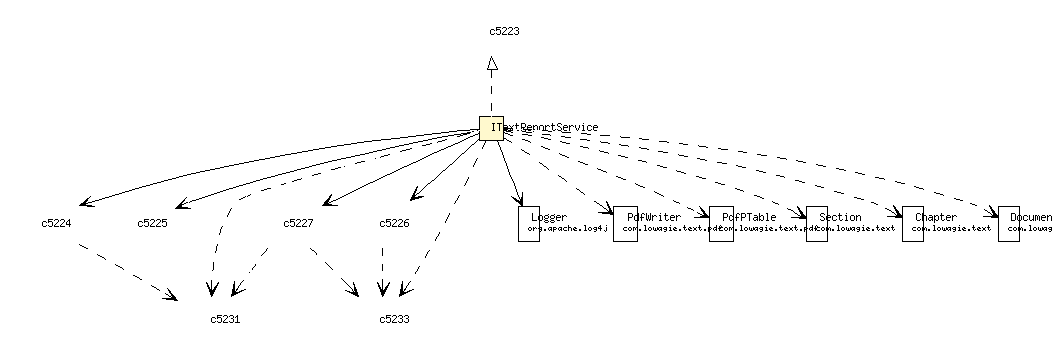 c5223
ITextReportService
c5224
c5225
c5227
c5226
Logger
org.apache.log4j
PdfWriter
com.lowagie.text.pdf
PdfPTable
com.lowagie.text.pdf
Section
com.lowagie.text
Chapter
com.lowagie.text
Documen
com.lowag
c5231
c5233